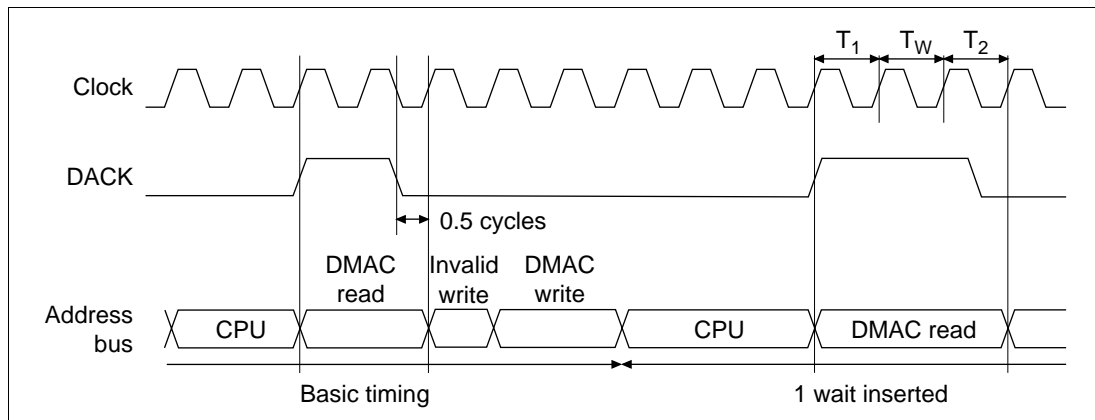 T1 TW T2
Clock
DACK
0.5 cycles
DMAC read
Invalid write
DMAC write
Address bus
CPU
CPU
DMAC read
Basic timing
1 wait inserted